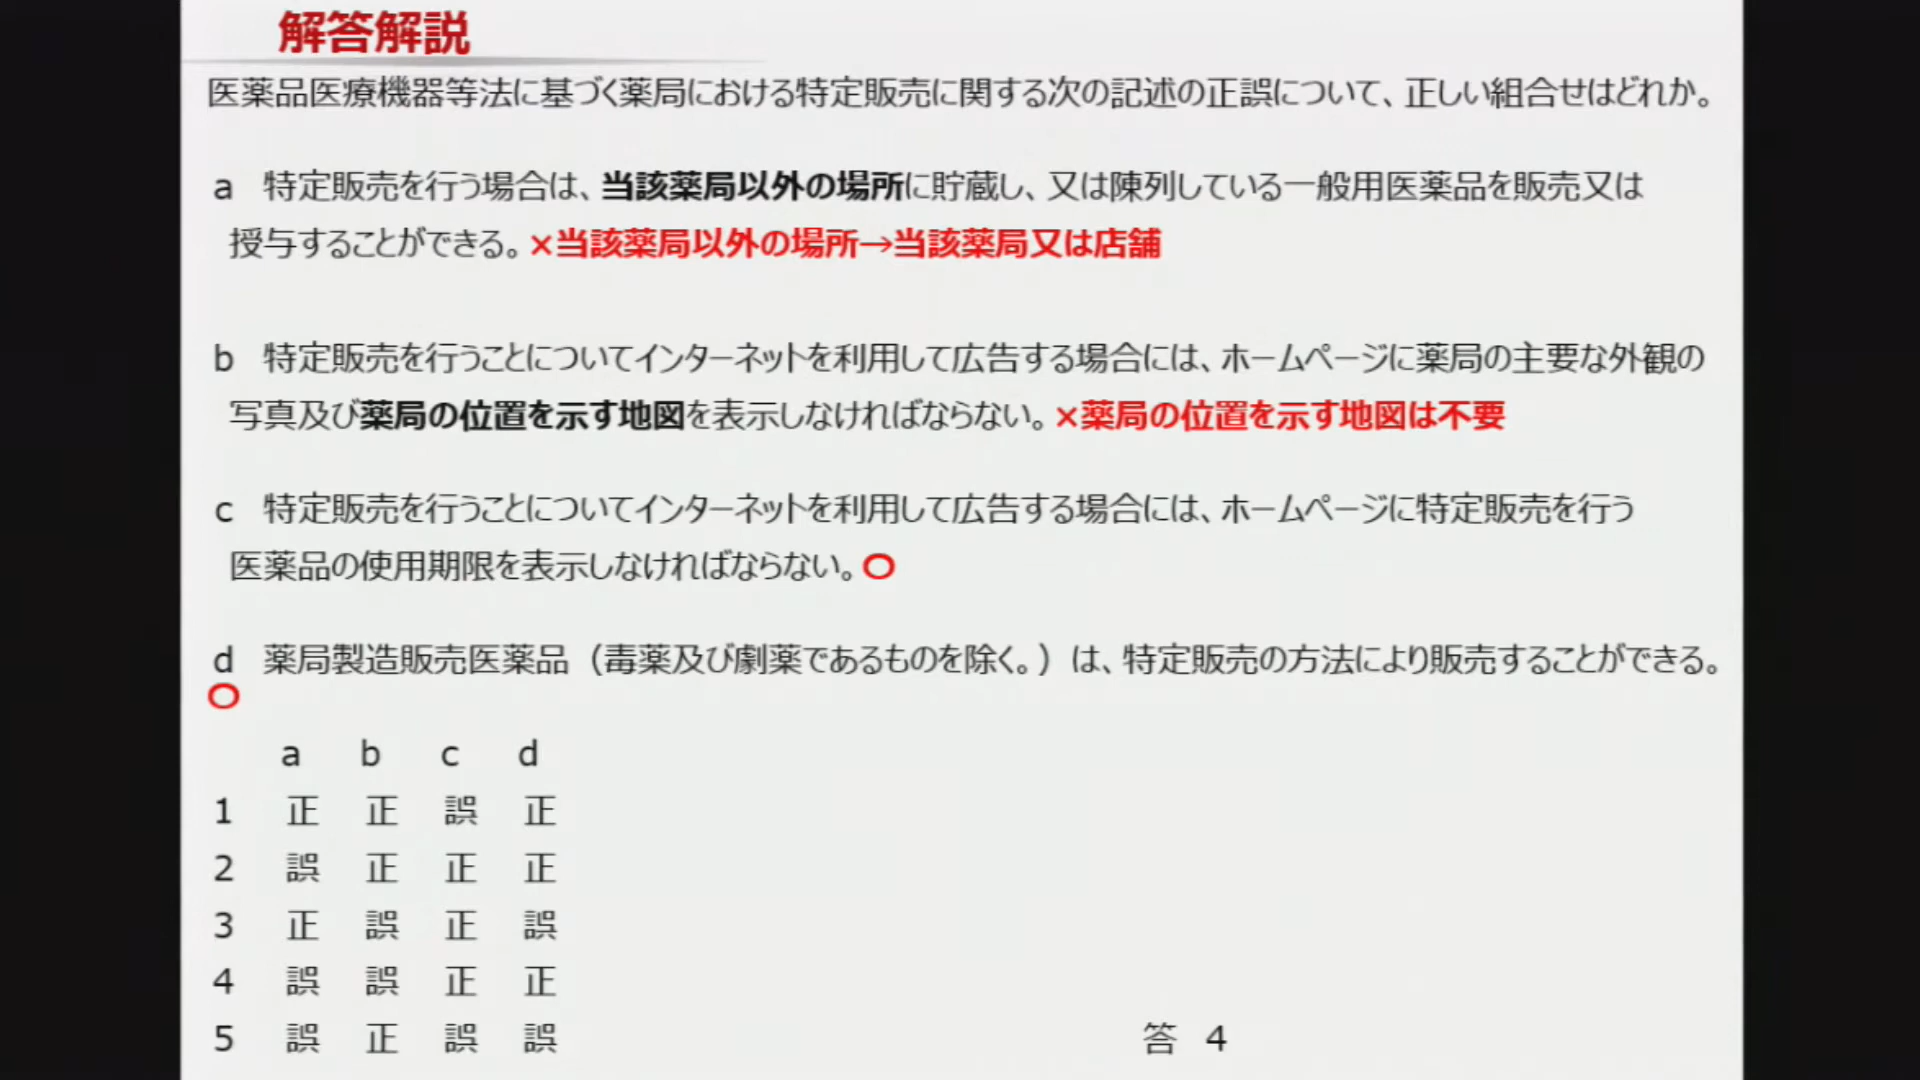 解答解説
医薬品医療機器等法に基づく薬局における特定販売に関する次の記述の正誤について、正しい組合せはどれか。
a 特定販売を行う場合は、当該薬局以外の場所に貯蔵し、又は陳列している一般用医薬品を販売又は
授与することができる。×当該薬局以外の場所→当該薬局又は店舗
b 特定販売を行うことについてインターネットを利用して広告する場合には、ホームページに薬局の主要な外観の
写真及び薬局の位置を示す地図を表示しなければならない。×薬局の位置を示す地図は不要
c 特定販売を行うことについてインターネットを利用して広告する場合には、ホームページに特定販売を行う
医薬品の使用期限を表示しなければならない。〇
d 薬局製造販売医薬品（毒薬及び劇薬であるものを除く。）は、特定販売の方法により販売することができる。
〇
a b c d
1 正 正 誤 正
2 誤 正 正 正
3 正 誤 正 誤
4 誤 誤 正 正
5 誤 正 誤 誤
答 4